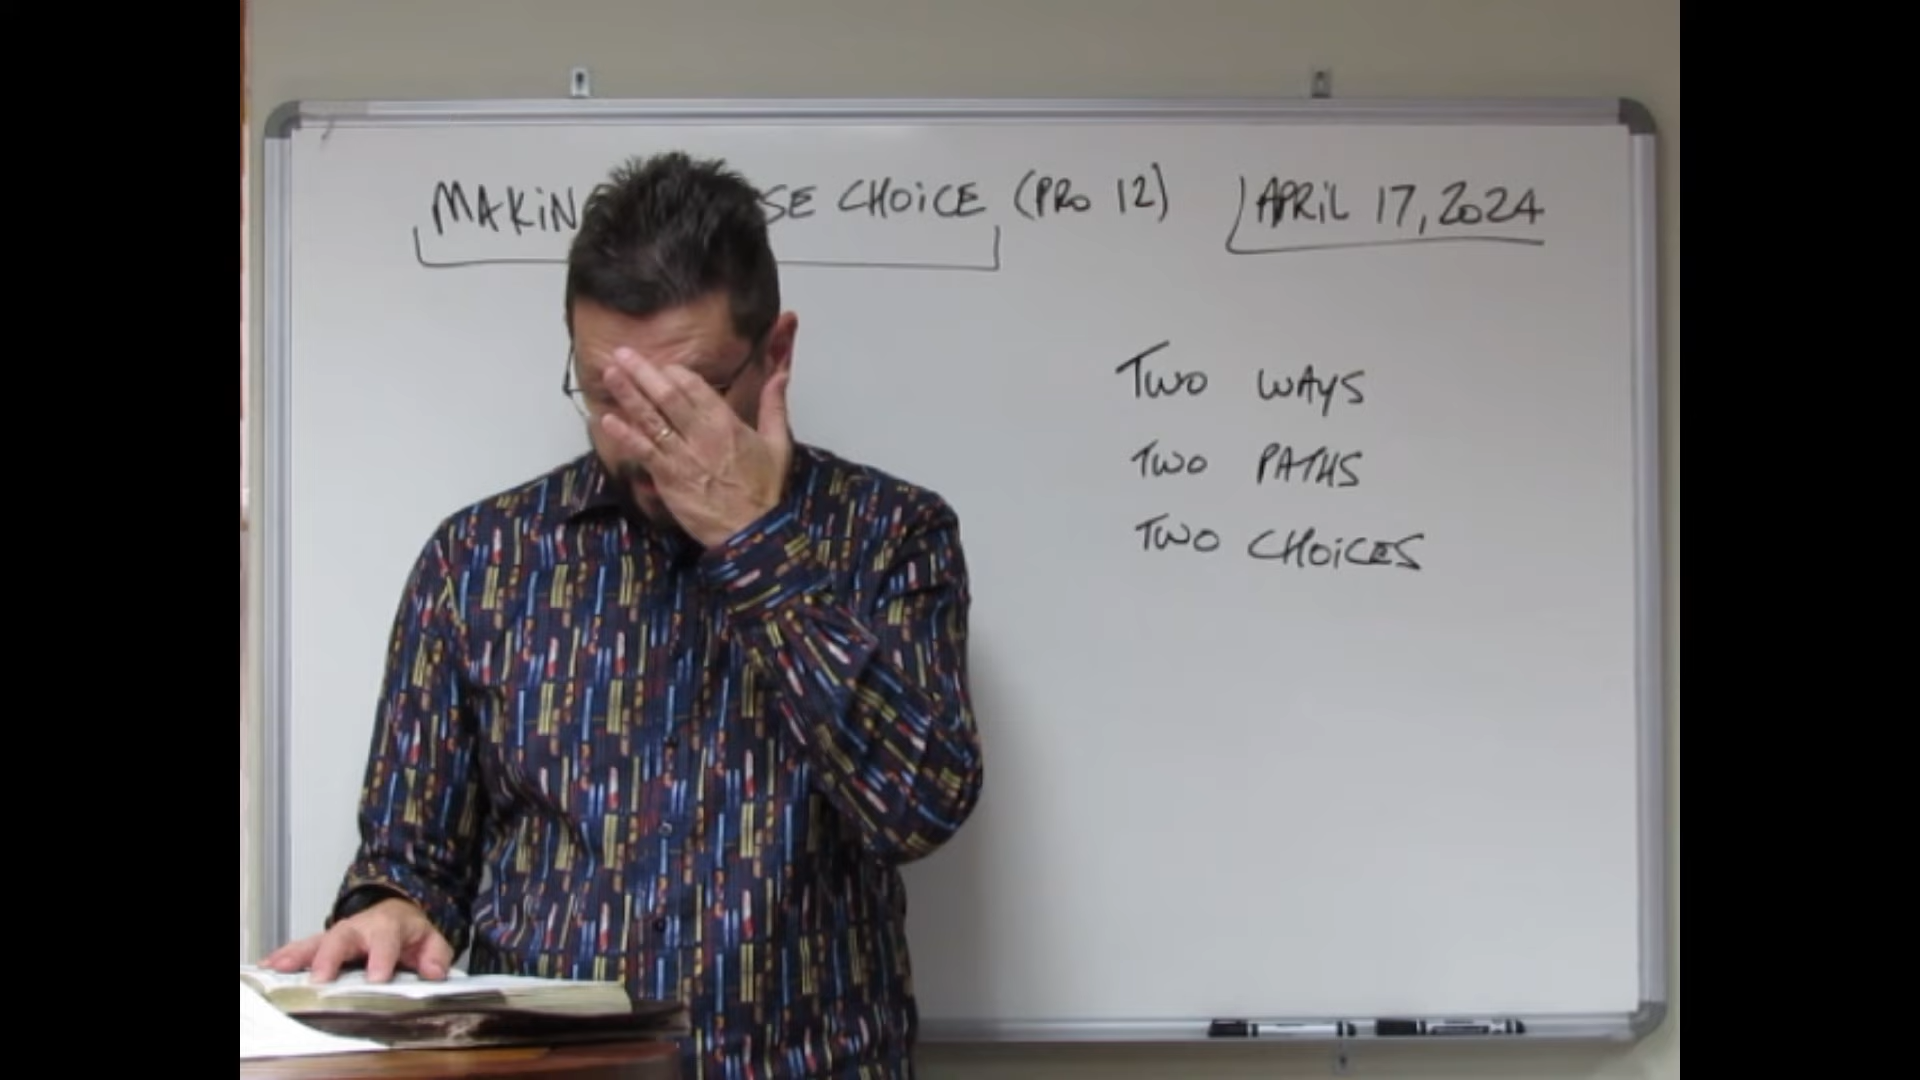 MAKIN SE CHOICE (PRO 12) APRIL 17, 2024
TWO WAYS
TWO PATHS
TWO CHOICES